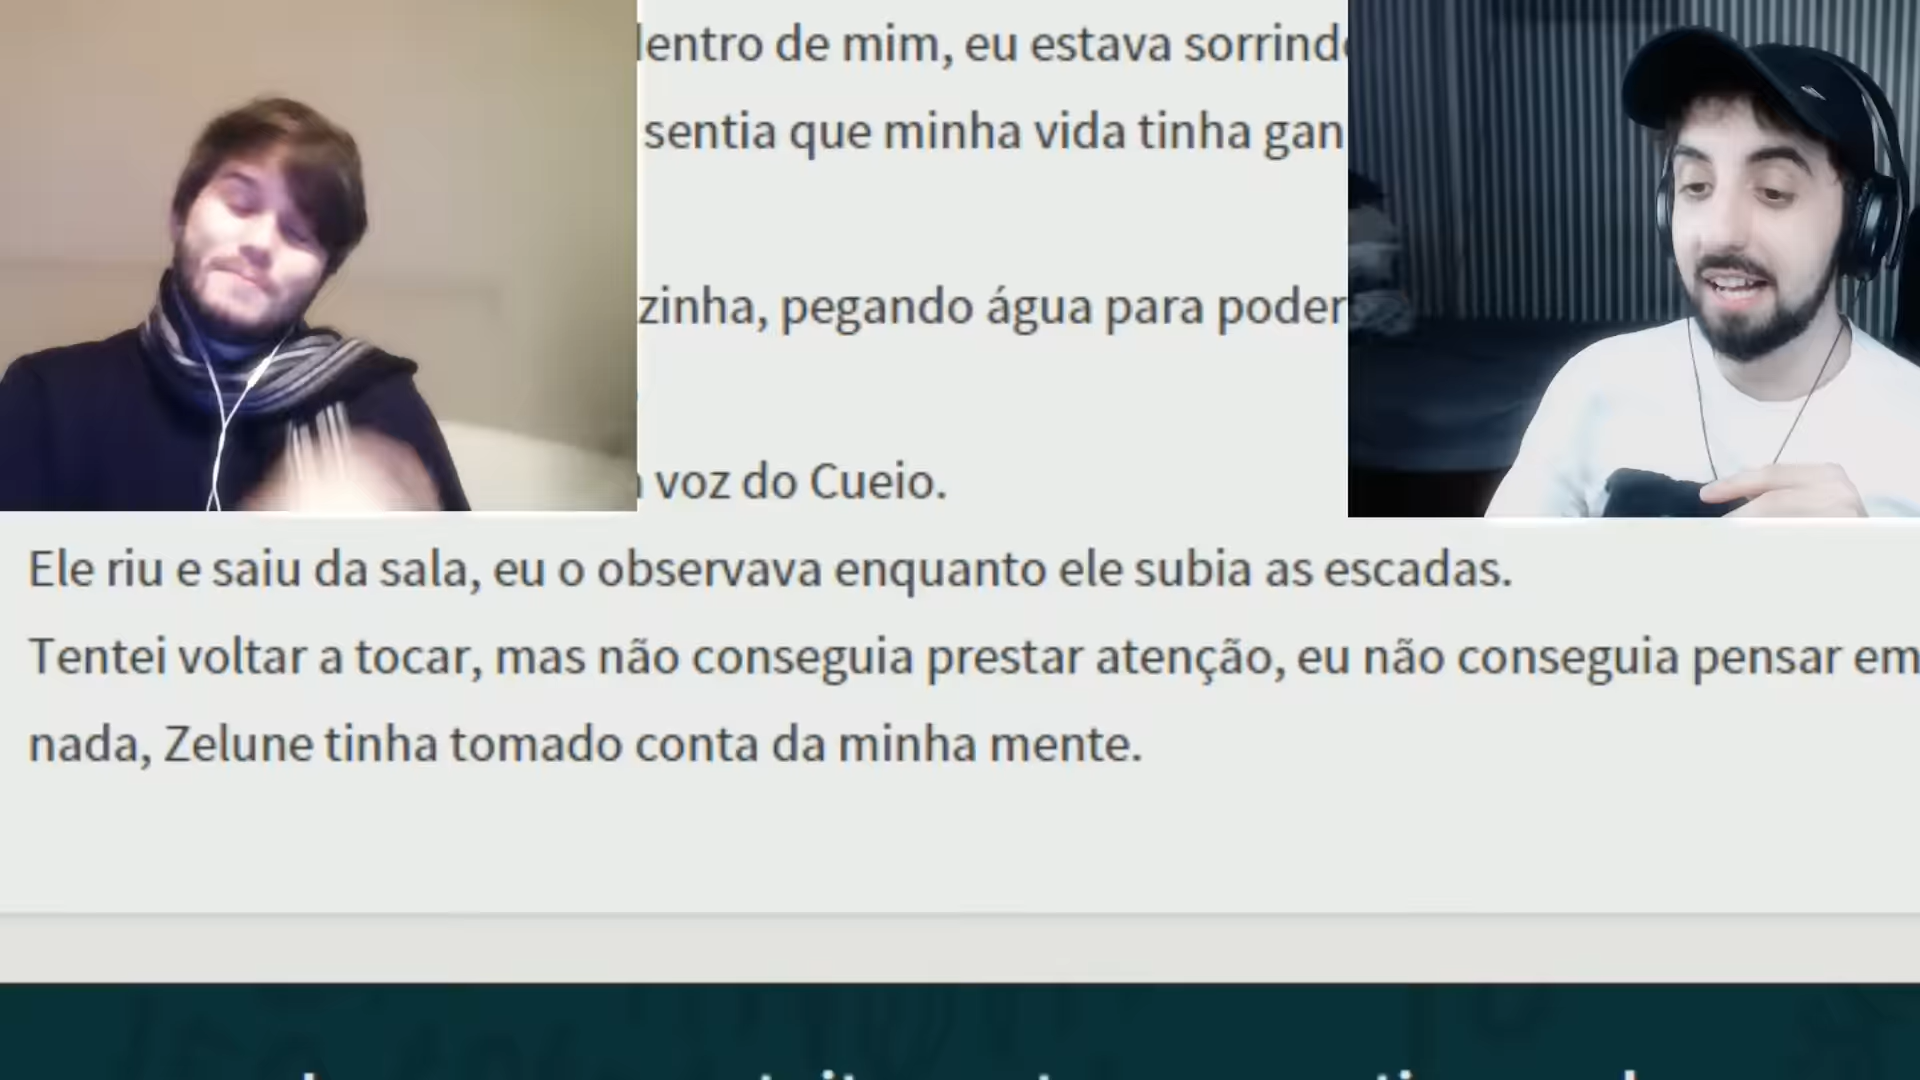 dentro de mim, eu estava sorrindo
sentia que minha vida tinha gan
zinha, pegando água para poder
voz do Cueio.
Ele riu e saiu da sala, eu o observava enquanto ele subia as escadas.
Tentei voltar a tocar, mas não conseguia prestar atenção, eu não conseguia pensar em
nada, Zelune tinha tomado conta da minha mente.